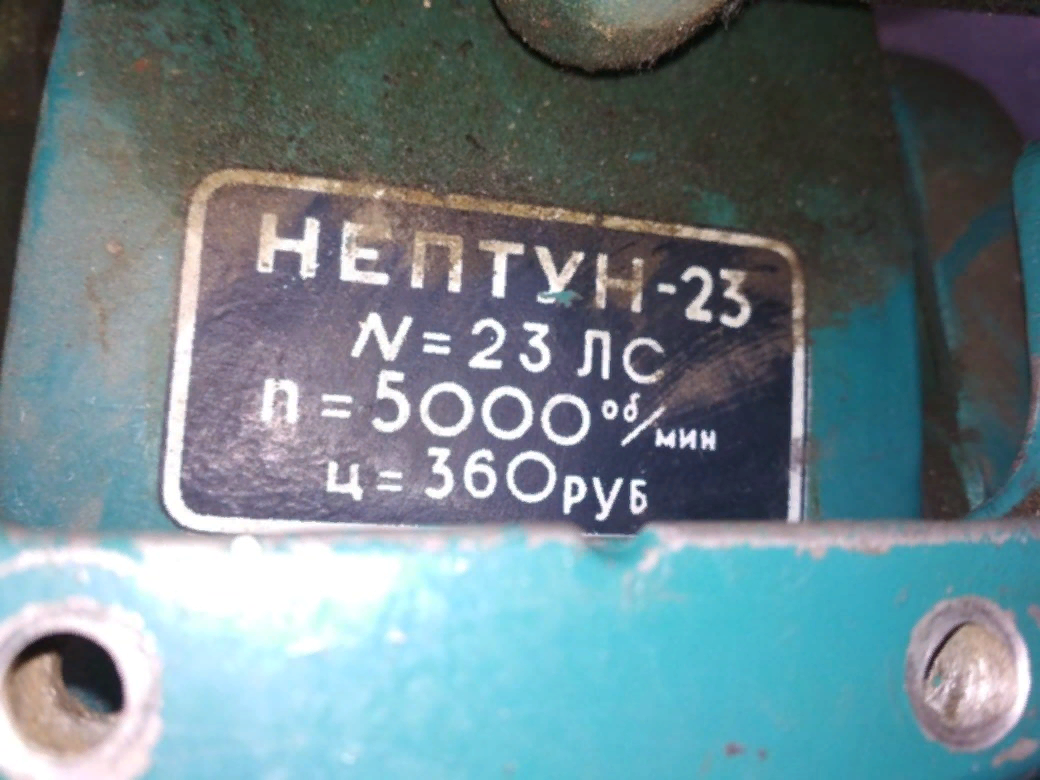 НЕПТУН-23
N = 23 ЛС
n = 5000 об/мин
ц = 360 РУБ